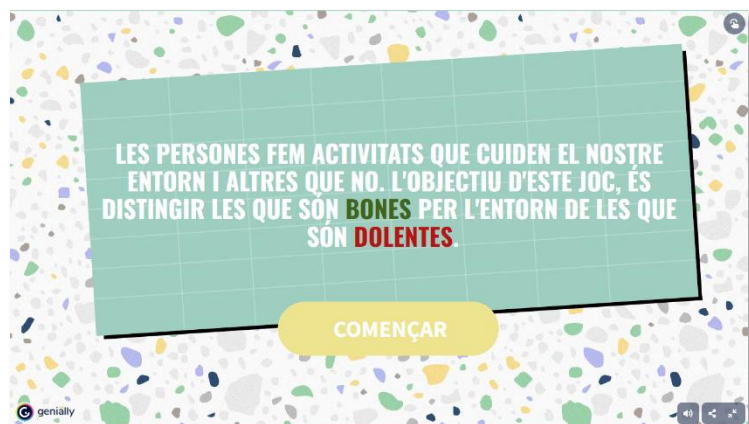 LES PERSONES FEM ACTIVITATS QUE CUIDEN EL NOSTRE
ENTORN I ALTRES QUE NO. L'OBJECTIU D'ESTE JOC, ÉS
DISTINGIR LES QUE SÓN BONES PER L'ENTORN DE LES QUE
SÓN DOLENTES.
COMENÇAR
genially